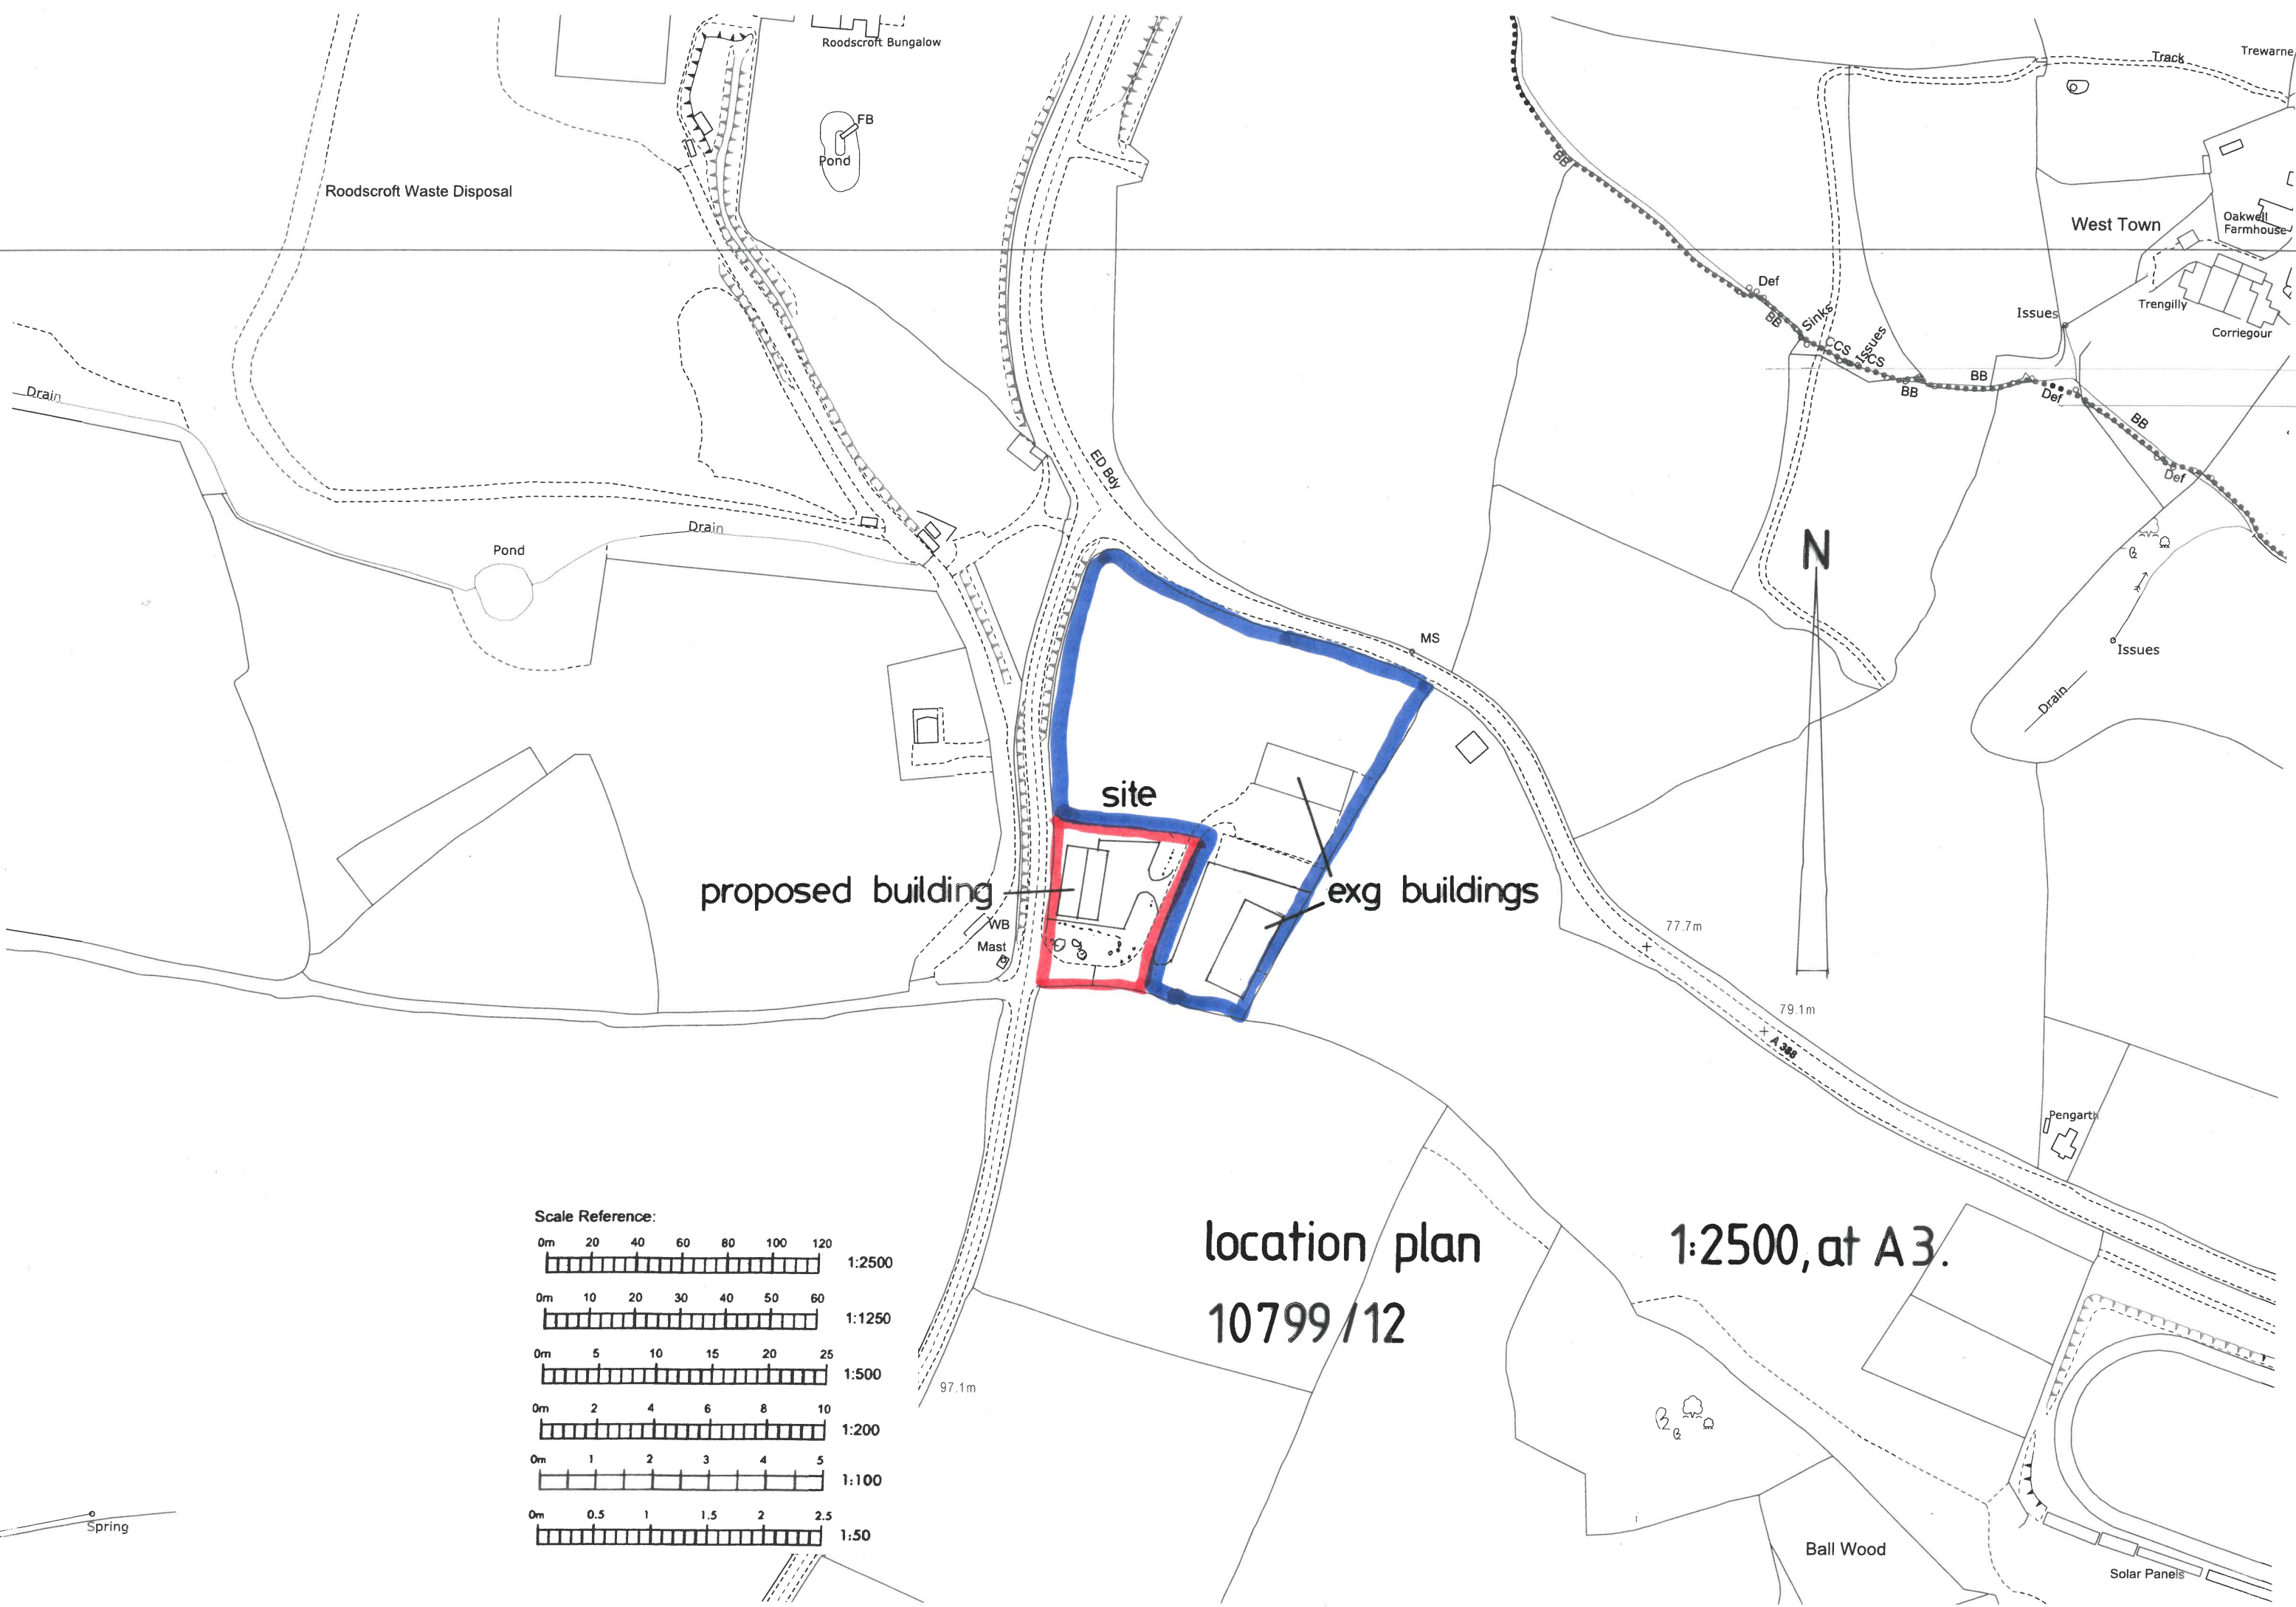 Roodscroft Bungalow
Track
Trewarne
FB
Pond
Roodscroft Waste Disposal
BB
West Town
Oakwell
Farmhouse
Def
Trengilly
Corriegour
BB
Sinks
Issues
CCS
Issues
CS
BB
BB
Def
BB
Def
Drain
ED Bdy
Drain
Pond
N
MS
Issues
Drain
site
proposed building
exg buildings
WB
Mast
77.7m
79.1m
A 388
Pengarth
Scale Reference:
0m 20 40 60 80 100 120
1:2500
0m 10 20 30 40 50 60
1:1250
0m 5 10 15 20 25
1:500
0m 2 4 6 8 10
1:200
0m 1 2 3 4 5
1:100
0m 0.5 1 1.5 2 2.5
1:50
location plan
1:2500, at A3.
10799/12
97.1m
Spring
Ball Wood
Solar Panels